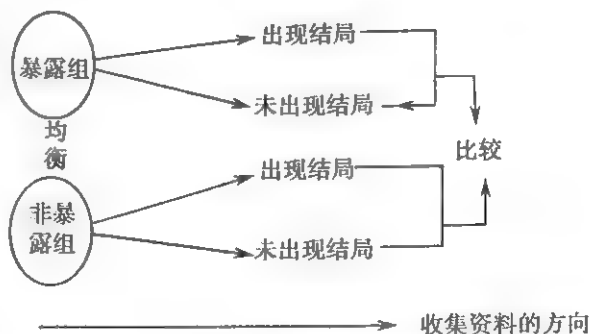 出现结局
暴露组
未出现结局
均
衡
比较
出现结局
非暴
露组
未出现结局
收集资料的方向